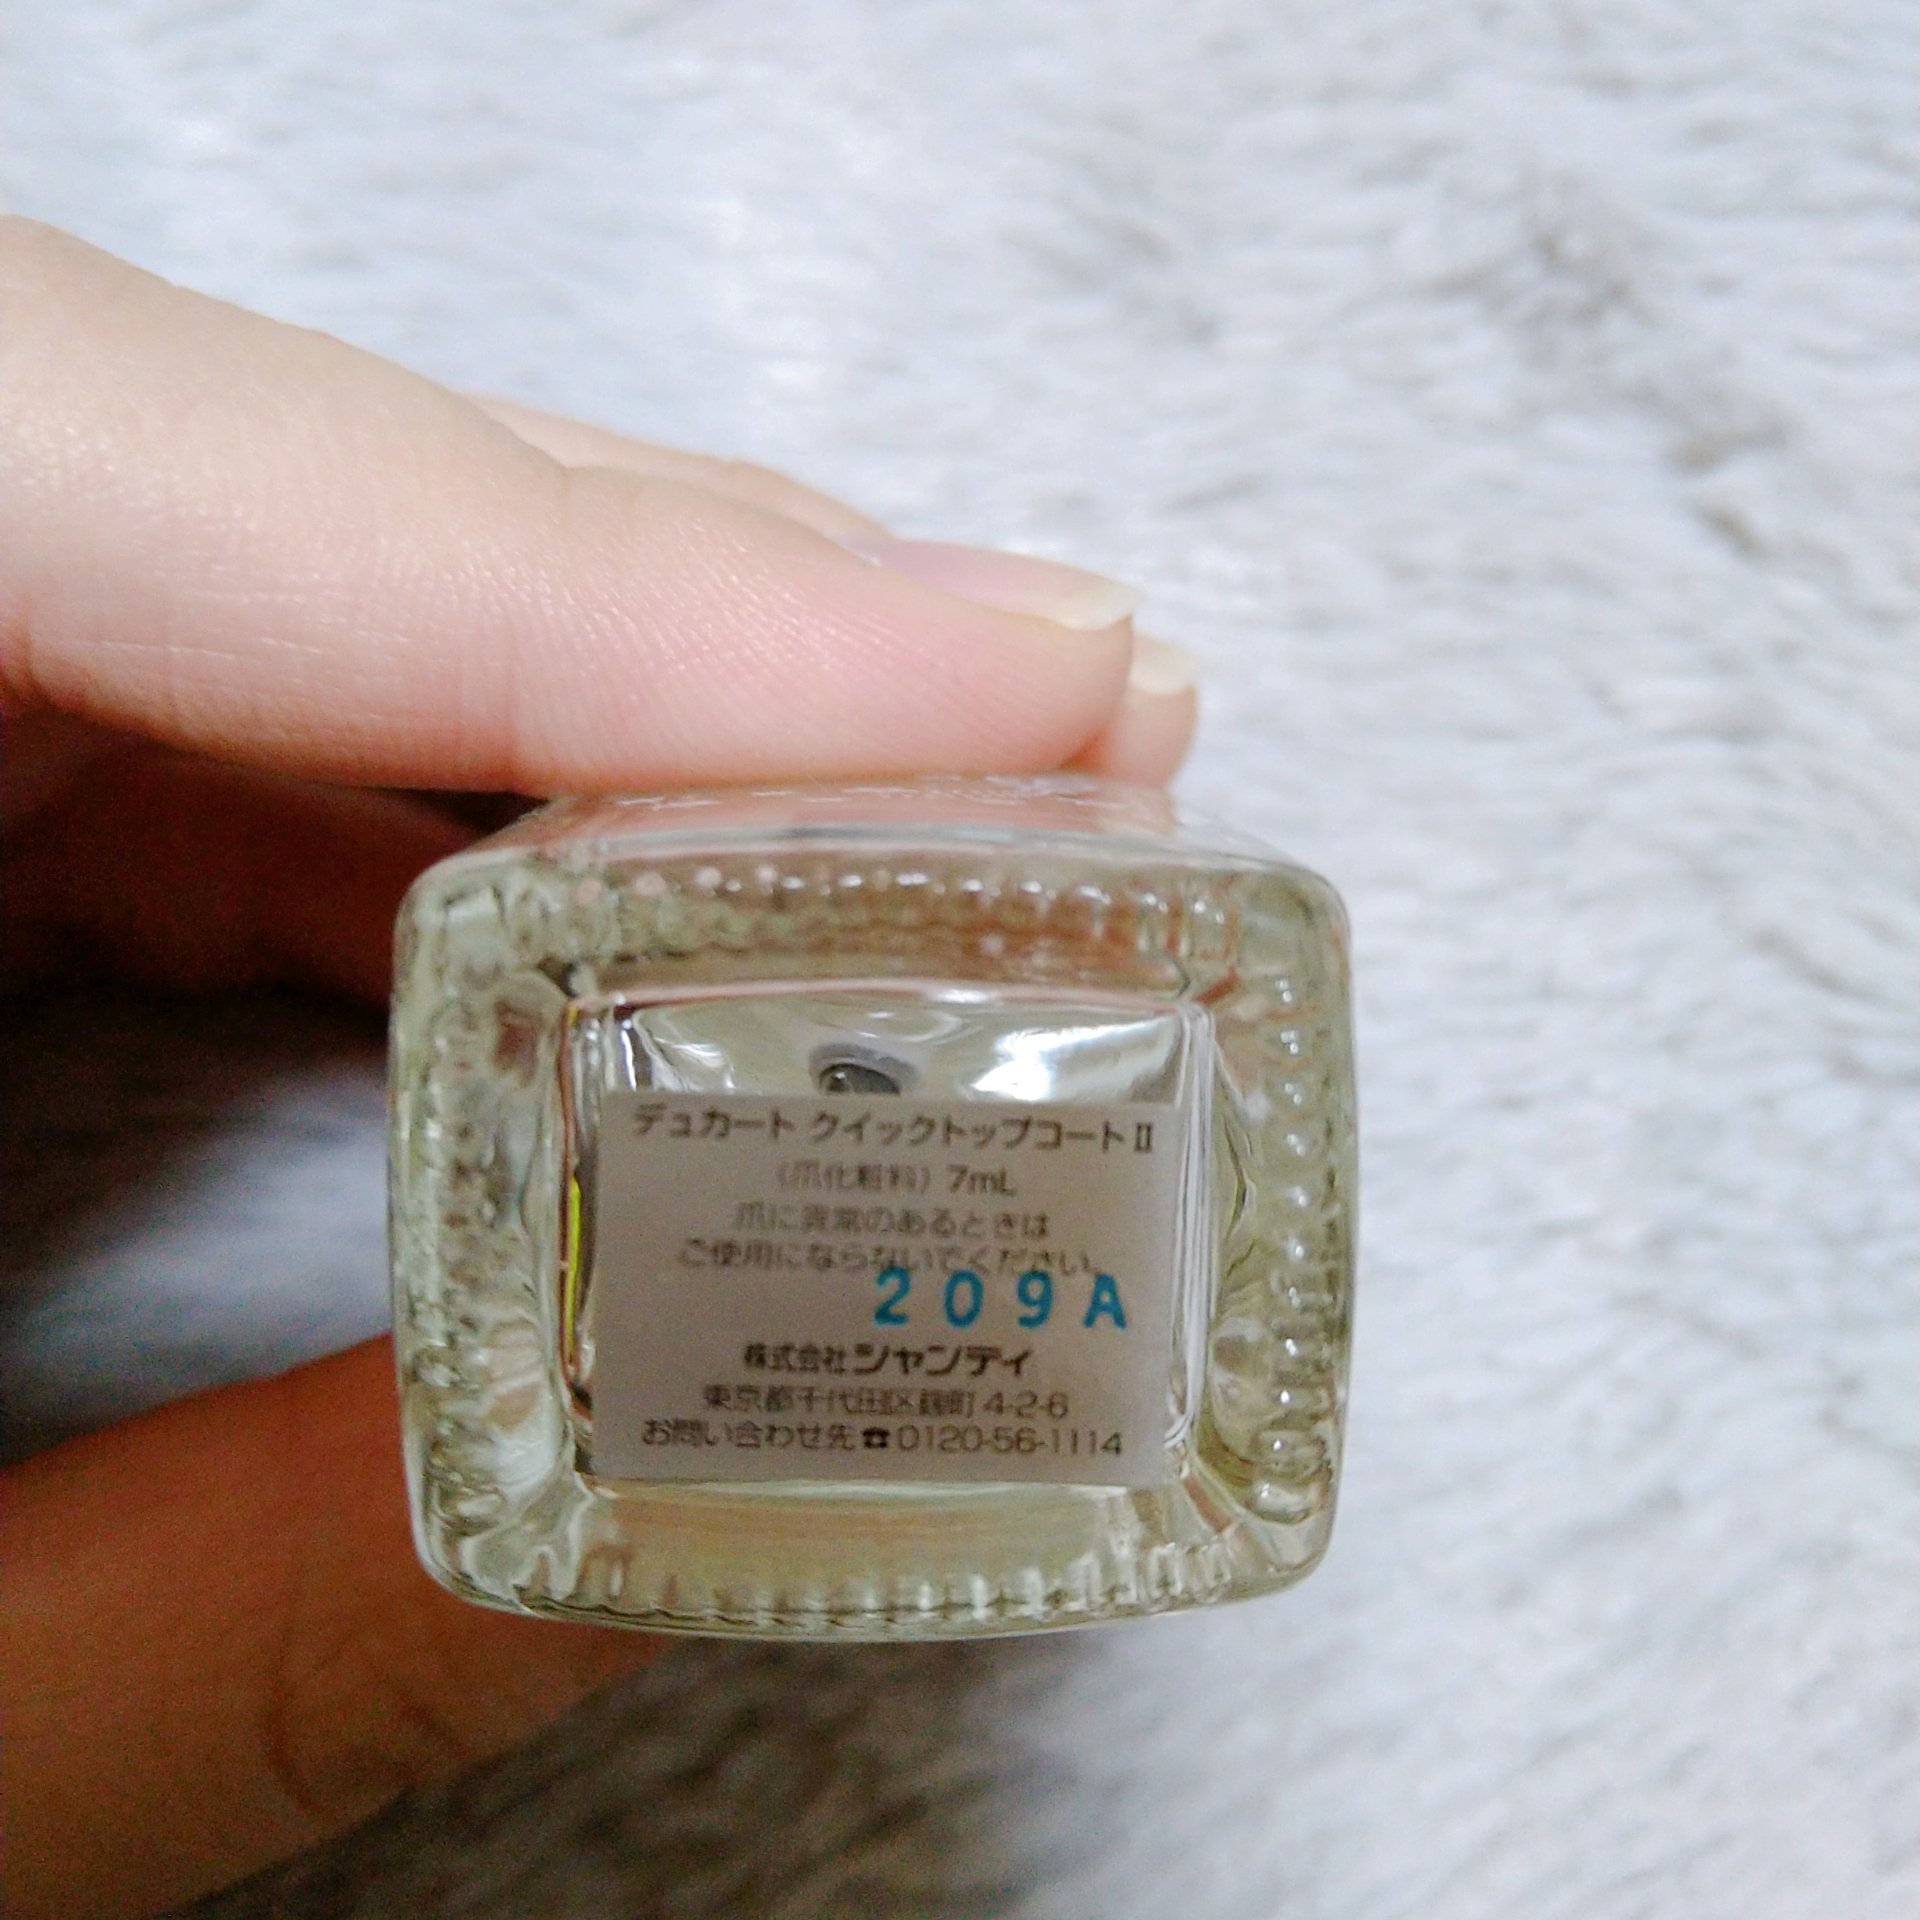 デュカート クイックトップコートⅡ
(爪化粧料) 7mL
爪に異常のあるときは
ご使用にならないでください。
209A
株式会社シャンティ
東京都千代田区麹町 4-2-6
お問い合わせ先☎0120-56-1114